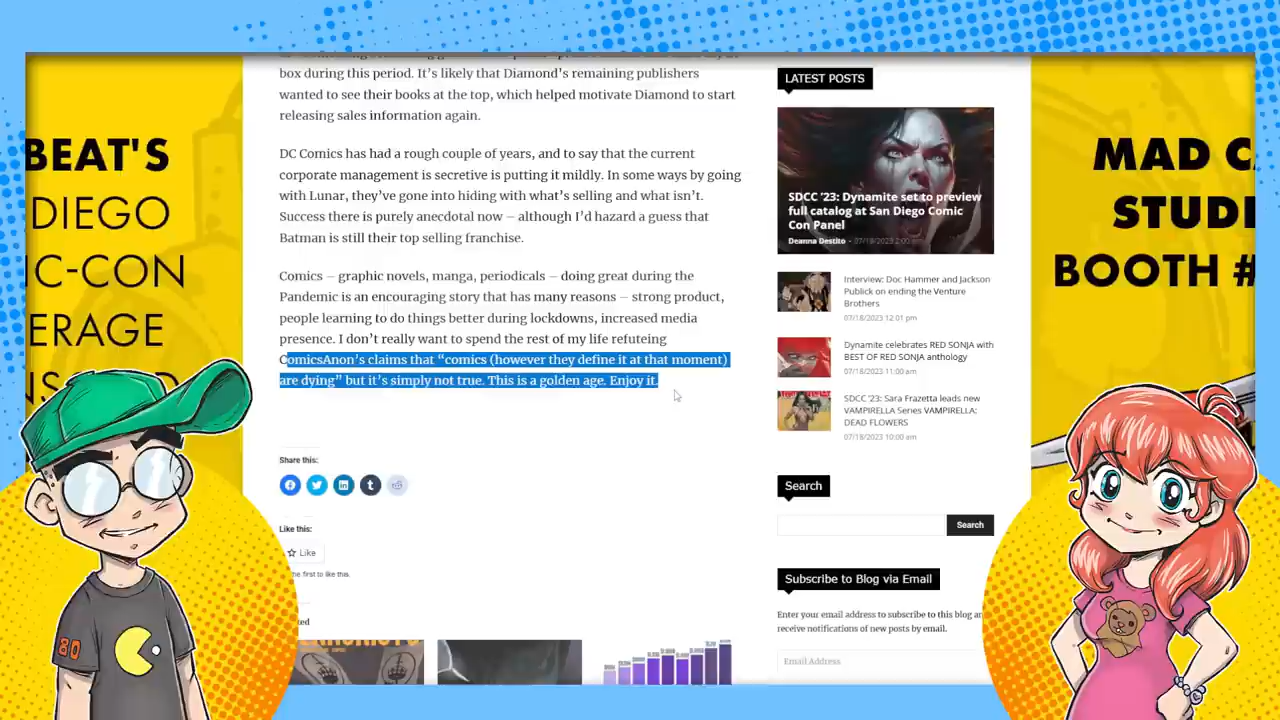 BEAT'S
DIEGO
IC-CON
ERAGE
box during this period. It's likely that Diamond's remaining publishers
wanted to see their books at the top, which helped motivate Diamond to start
releasing sales information again.
DC Comics has had a rough couple of years, and to say that the current
corporate management is secretive is putting it mildly. In some ways by going
with Lunar, they've gone into hiding with what's selling and what isn't.
Success there is purely anecdotal now – although I'd hazard a guess that
Batman is still their top selling franchise.
Comics – graphic novels, manga, periodicals – doing great during the
Pandemic is an encouraging story that has many reasons – strong product,
people learning to do things better during lockdowns, increased media
presence. I don't really want to spend the rest of my life refuteing
ComicsAnon's claims that “comics (however they define it at that moment)
are dying” but it's simply not true. This is a golden age. Enjoy it.
Share this:
Like this:
Like
he first to like this.
ted
LATEST POSTS
SDCC '23: Dynamite set to preview
full catalog at San Diego Comic
Con Panel
Deanna Destito - 07/18/2023 2:00
Interview: Doc Hammer and Jackson
Publick on ending the Venture
Brothers
07/18/2023 12:01 pm
Dynamite celebrates RED SONJA with
BEST OF RED SONJA anthology
07/18/2023 11:00 am
SDCC '23: Sara Frazetta leads new
VAMPIRELLA Series VAMPIRELLA:
DEAD FLOWERS
07/18/2023 10:00 am
Search
Search
Subscribe to Blog via Email
Enter your email address to subscribe to this blog an
receive notifications of new posts by email.
Email Address
MAD C
STUDI
BOOTH #
80